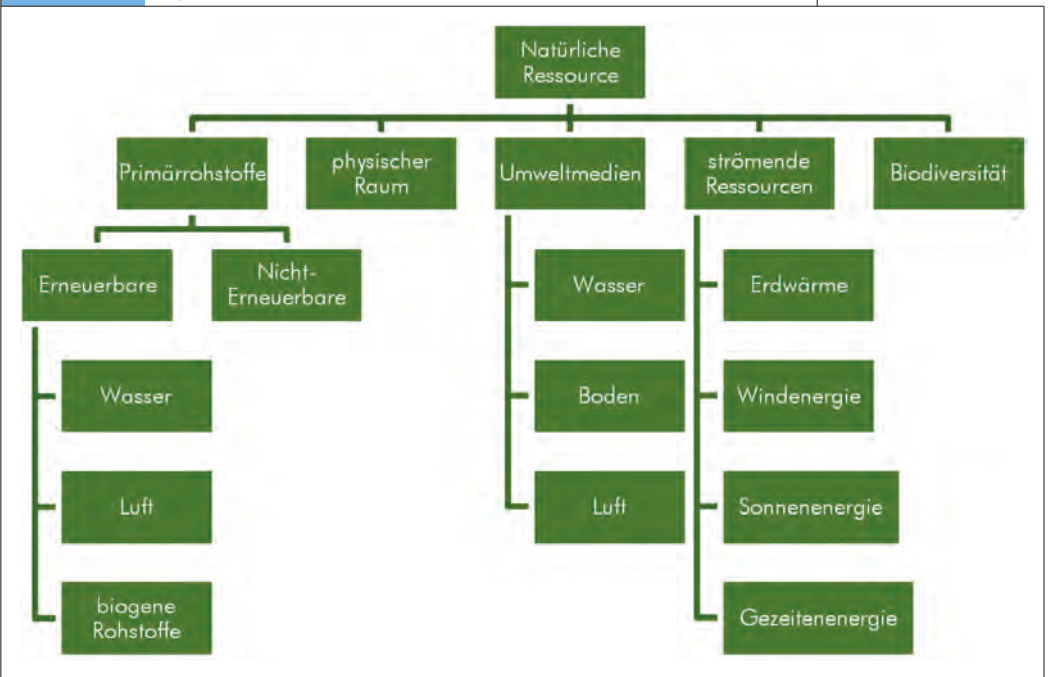 Natürliche
Ressource
Primärrohstoffe
physischer
Raum
Umweltmedien
strömende
Ressourcen
Biodiversität
Erneuerbare
Nicht-
Erneuerbare
Wasser
Luft
biogene
Rohstoffe
Wasser
Boden
Luft
Erdwärme
Windenergie
Sonnenenergie
Gezeitenenergie